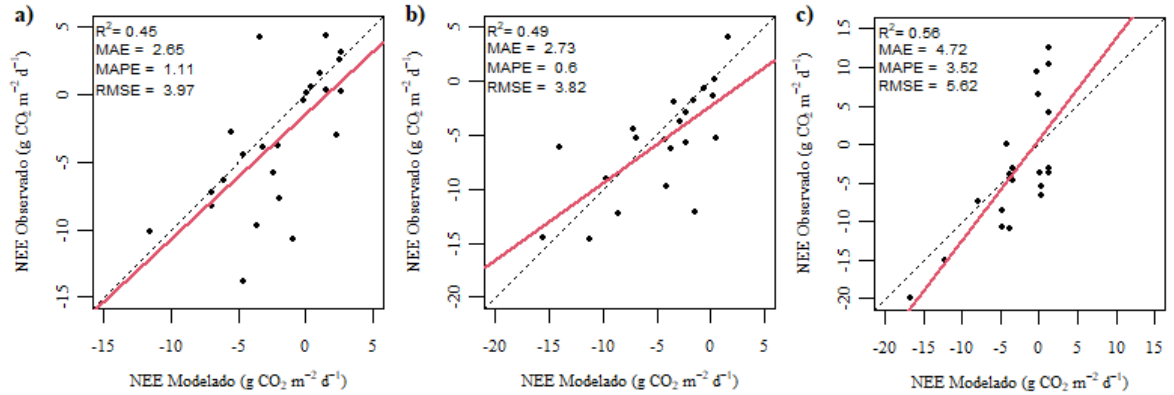 a)
R²= 0.45
MAE = 2.65
MAPE = 1.11
RMSE = 3.97
5
0
-5
-10
-15
NEE Observado (g CO₂ m⁻² d⁻¹)
-15 -10 -5 0 5
NEE Modelado (g CO₂ m⁻² d⁻¹)
b)
R²= 0.49
MAE = 2.73
MAPE = 0.6
RMSE = 3.82
5
0
-5
-10
-15
-20
NEE Observado (g CO₂ m⁻² d⁻¹)
-20 -15 -10 -5 0 5
NEE Modelado (g CO₂ m⁻² d⁻¹)
c)
R²= 0.56
MAE = 4.72
MAPE = 3.52
RMSE = 5.62
15
10
5
0
-5
-10
-15
-20
NEE Observado (g CO₂ m⁻² d⁻¹)
-20 -15 -10 -5 0 5 10 15
NEE Modelado (g CO₂ m⁻² d⁻¹)